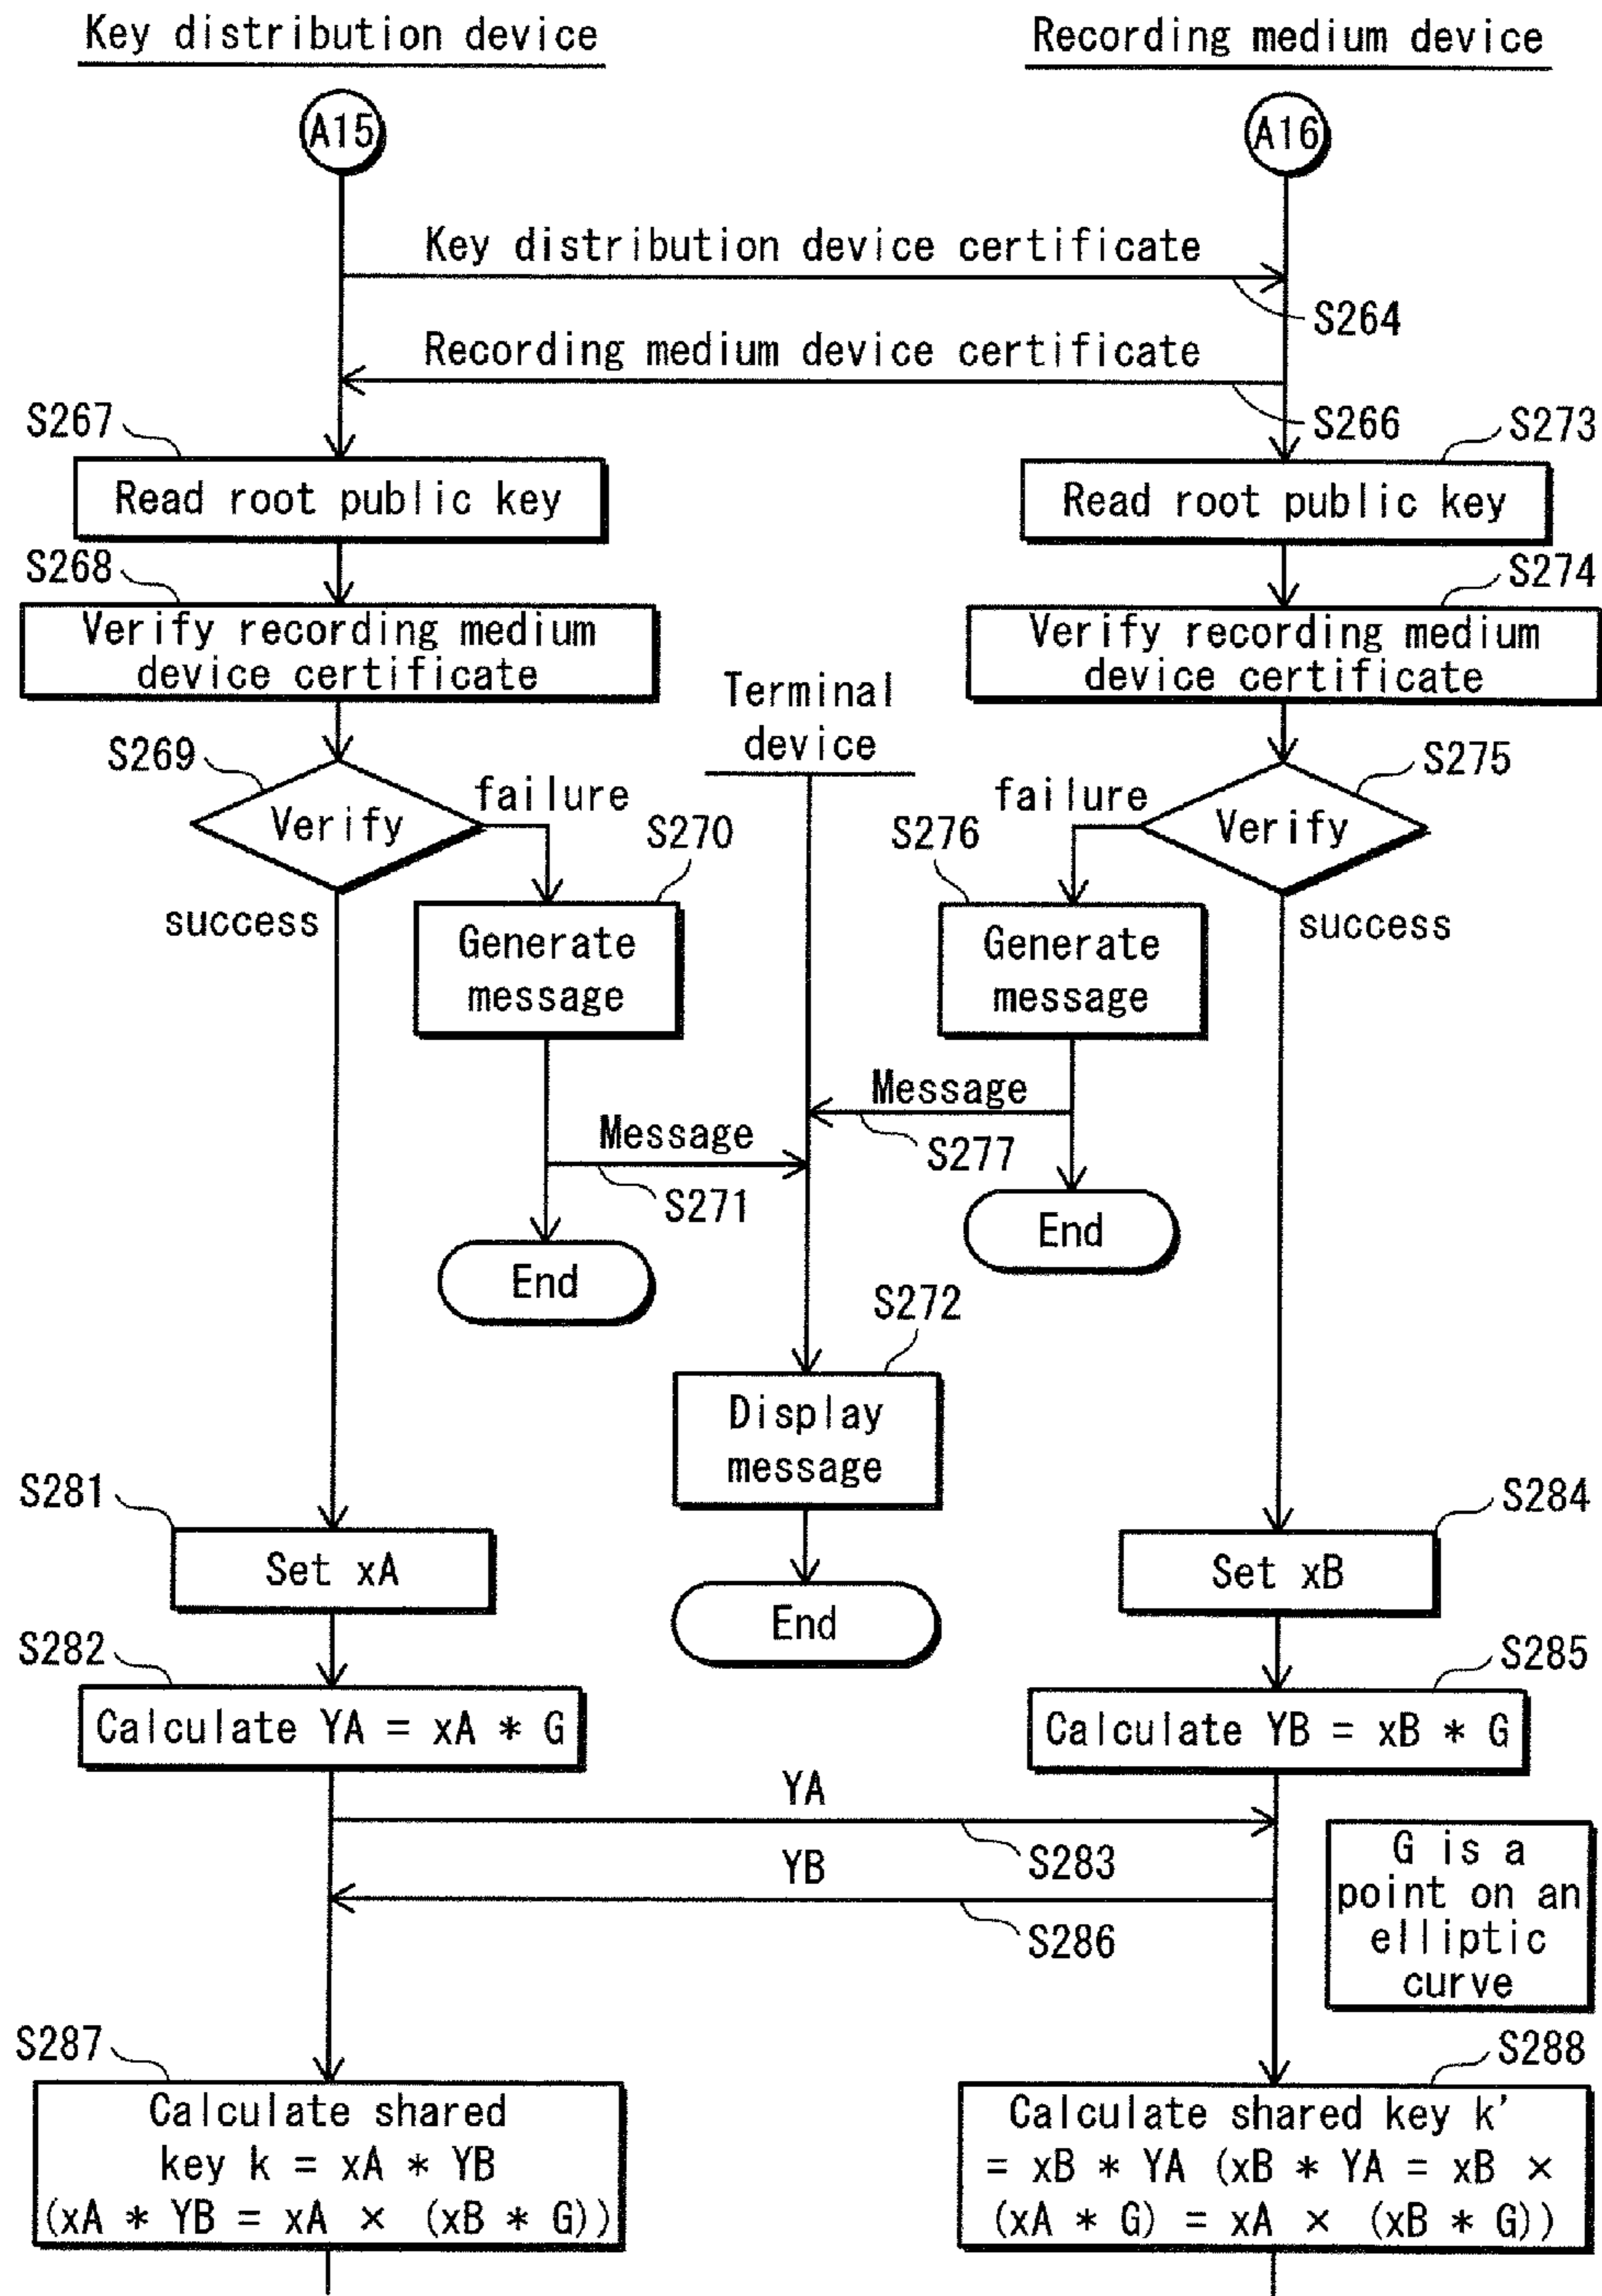 Key distribution device
Recording medium device
A15
A16
Key distribution device certificate
S264
Recording medium device certificate
S266
S267
S273
Read root public key
Read root public key
S268
S274
Verify recording medium
device certificate
Verify recording medium
device certificate
Terminal
device
S269
S275
failure
failure
Verify
Verify
S270
S276
success
success
Generate
message
Generate
message
Message
S277
Message
S271
End
End
S272
Display
message
End
S281
S284
Set xA
Set xB
S282
S285
Calculate YA = xA * G
Calculate YB = xB * G
YA
S283
YB
S286
G is a
point on an
elliptic
curve
S287
S288
Calculate shared
key k = xA * YB
(xA * YB = xA × (xB * G))
Calculate shared key k'
= xB * YA (xB * YA = xB ×
(xA * G) = xA × (xB * G))